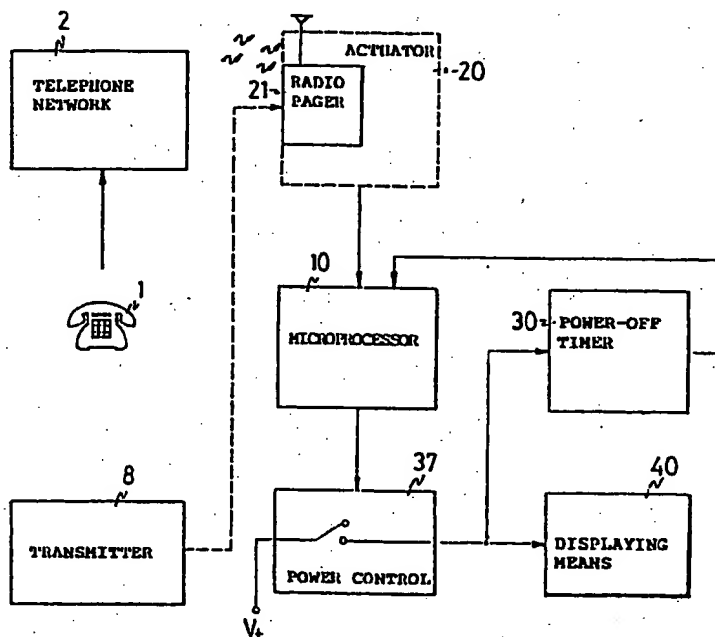 2
TELEPHONE
NETWORK
ACTUATOR
20
21
RADIO
PAGER
1
10
MICROPROCESSOR
30
POWER-OFF
TIMER
8
TRANSMITTER
37
POWER CONTROL
V+
40
DISPLAYING
MEANS